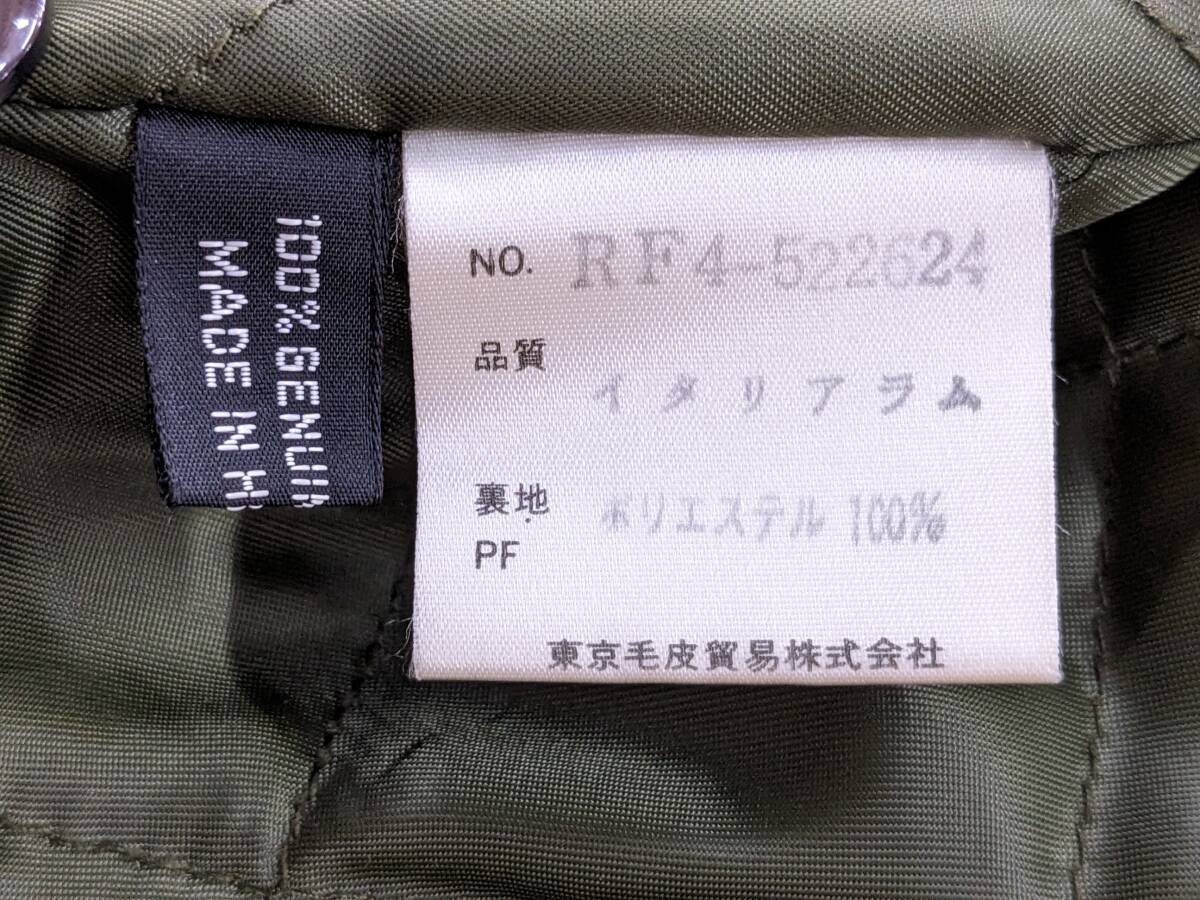 100% GENUI
MADE IN H
NO. RF4-522624
品質
イタリアラム
裏地 ポリエステル 100%
PF
東京毛皮貿易株式会社